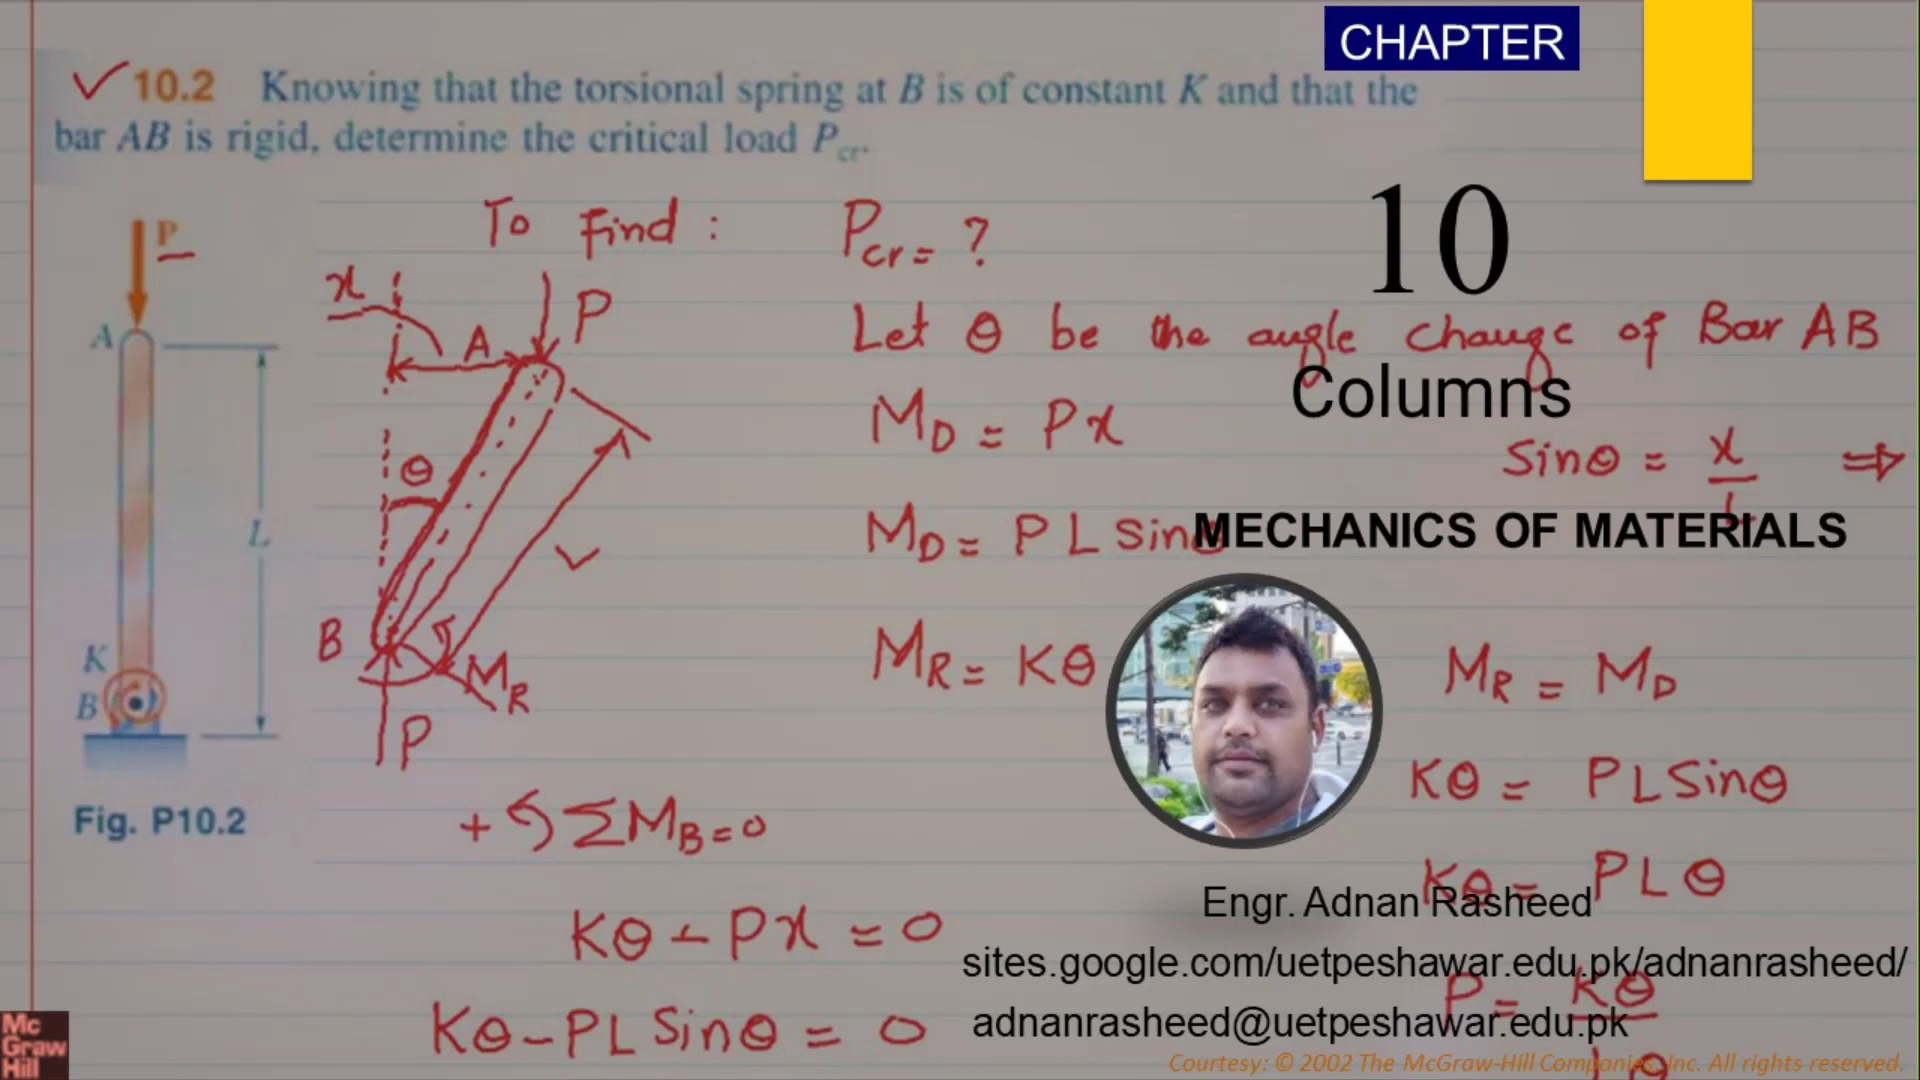 CHAPTER
✓ 10.2 Knowing that the torsional spring at B is of constant K and that the
bar AB is rigid, determine the critical load Pcr.
10
To Find : Pcr = ?
P
x
A
P
A
Let θ be the angle change of Bar AB
Columns
MD = Px
Sinθ = x/L ⇒
θ
L
MD = PL Sinθ
MECHANICS OF MATERIALS
B
MR
K
B
P
MR = Kθ
MR = MD
Kθ = PLSinθ
Fig. P10.2
+ ↺ ΣMB = 0
Kθ = PLθ
Engr. Adnan Rasheed
Kθ - Px = 0
sites.google.com/uetpeshawar.edu.pk/adnanrasheed/
P = Kθ/Lθ
Kθ - PL Sinθ = 0
adnanrasheed@uetpeshawar.edu.pk
Mc
Graw
Hill
Courtesy: © 2002 The McGraw-Hill Companies, Inc. All rights reserved.